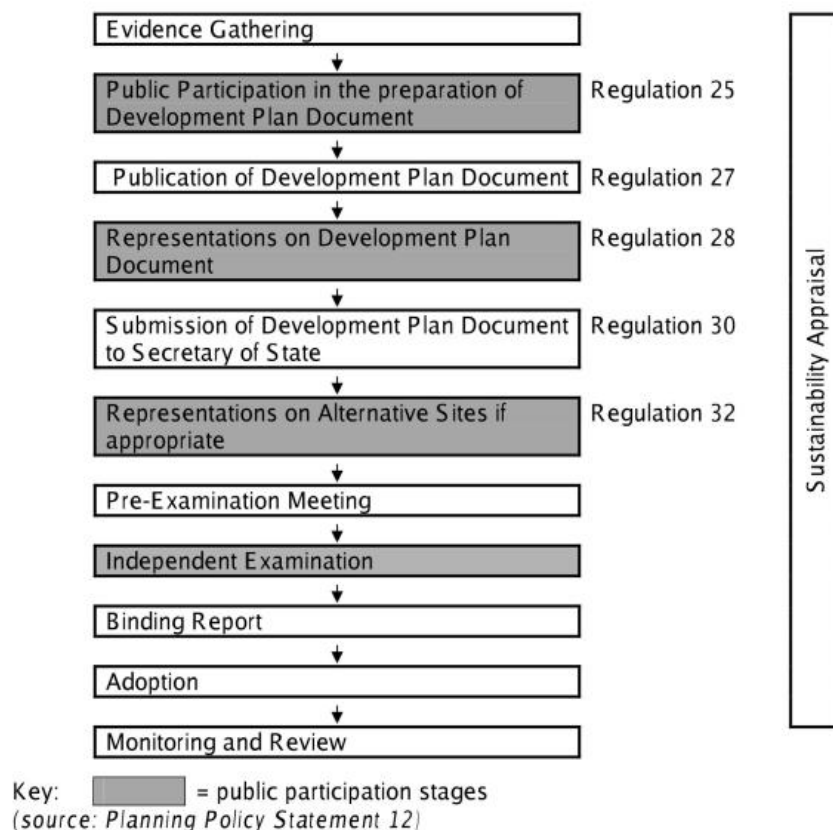 Evidence Gathering
Public Participation in the preparation of
Development Plan Document
Regulation 25
Publication of Development Plan Document
Regulation 27
Representations on Development Plan
Document
Regulation 28
Submission of Development Plan Document
to Secretary of State
Regulation 30
Representations on Alternative Sites if
appropriate
Regulation 32
Pre-Examination Meeting
Independent Examination
Binding Report
Adoption
Monitoring and Review
Sustainability Appraisal
Key: = public participation stages
(source: Planning Policy Statement 12)